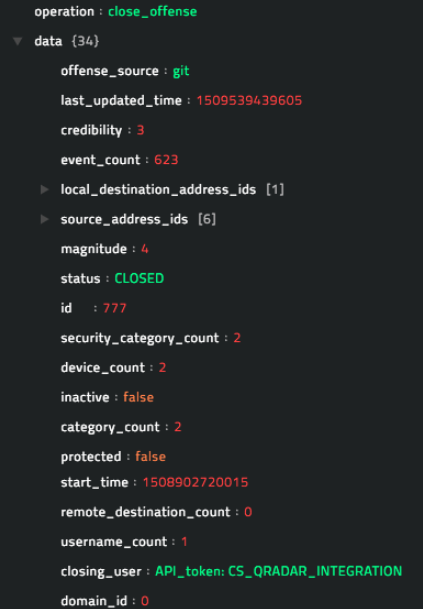 operation : close_offense
data {34}
offense_source : git
last_updated_time : 1509539439605
credibility : 3
event_count : 623
local_destination_address_ids [1]
source_address_ids [6]
magnitude : 4
status : CLOSED
id : 777
security_category_count : 2
device_count : 2
inactive : false
category_count : 2
protected : false
start_time : 1508902720015
remote_destination_count : 0
username_count : 1
closing_user : API_token: CS_QRADAR_INTEGRATION
domain_id : 0